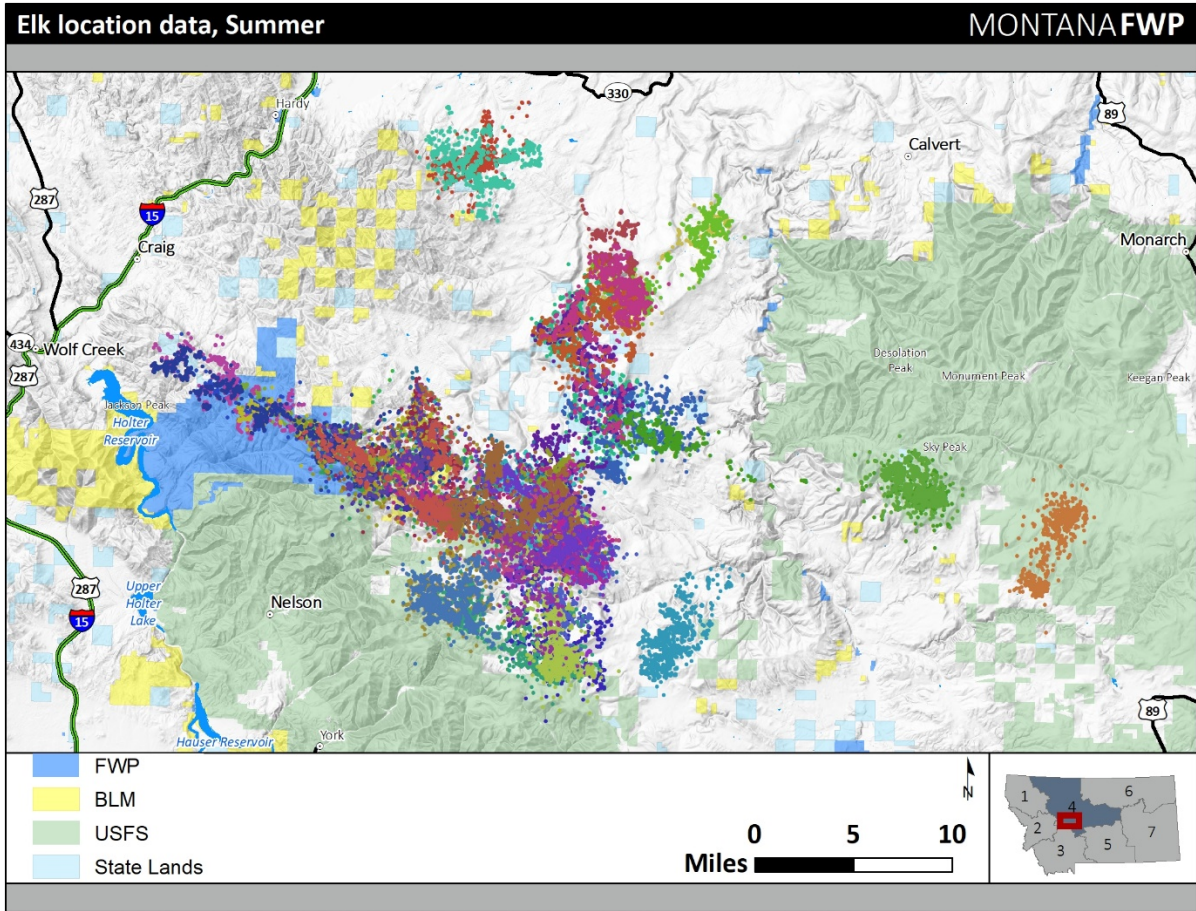 Elk location data, Summer
MONTANA FWP
330
Hardy
89
Calvert
287
15
Craig
Monarch
434
Wolf Creek
287
Desolation
Peak
Monument Peak
Keegan Peak
Jackson Peak
Holter
Reservoir
Sky Peak
287
Upper
Holter
Lake
15
Nelson
89
Hauser Reservoir
York
FWP
BLM
USFS
State Lands
N
0 5 10
Miles
1
2
3
4
5
6
7